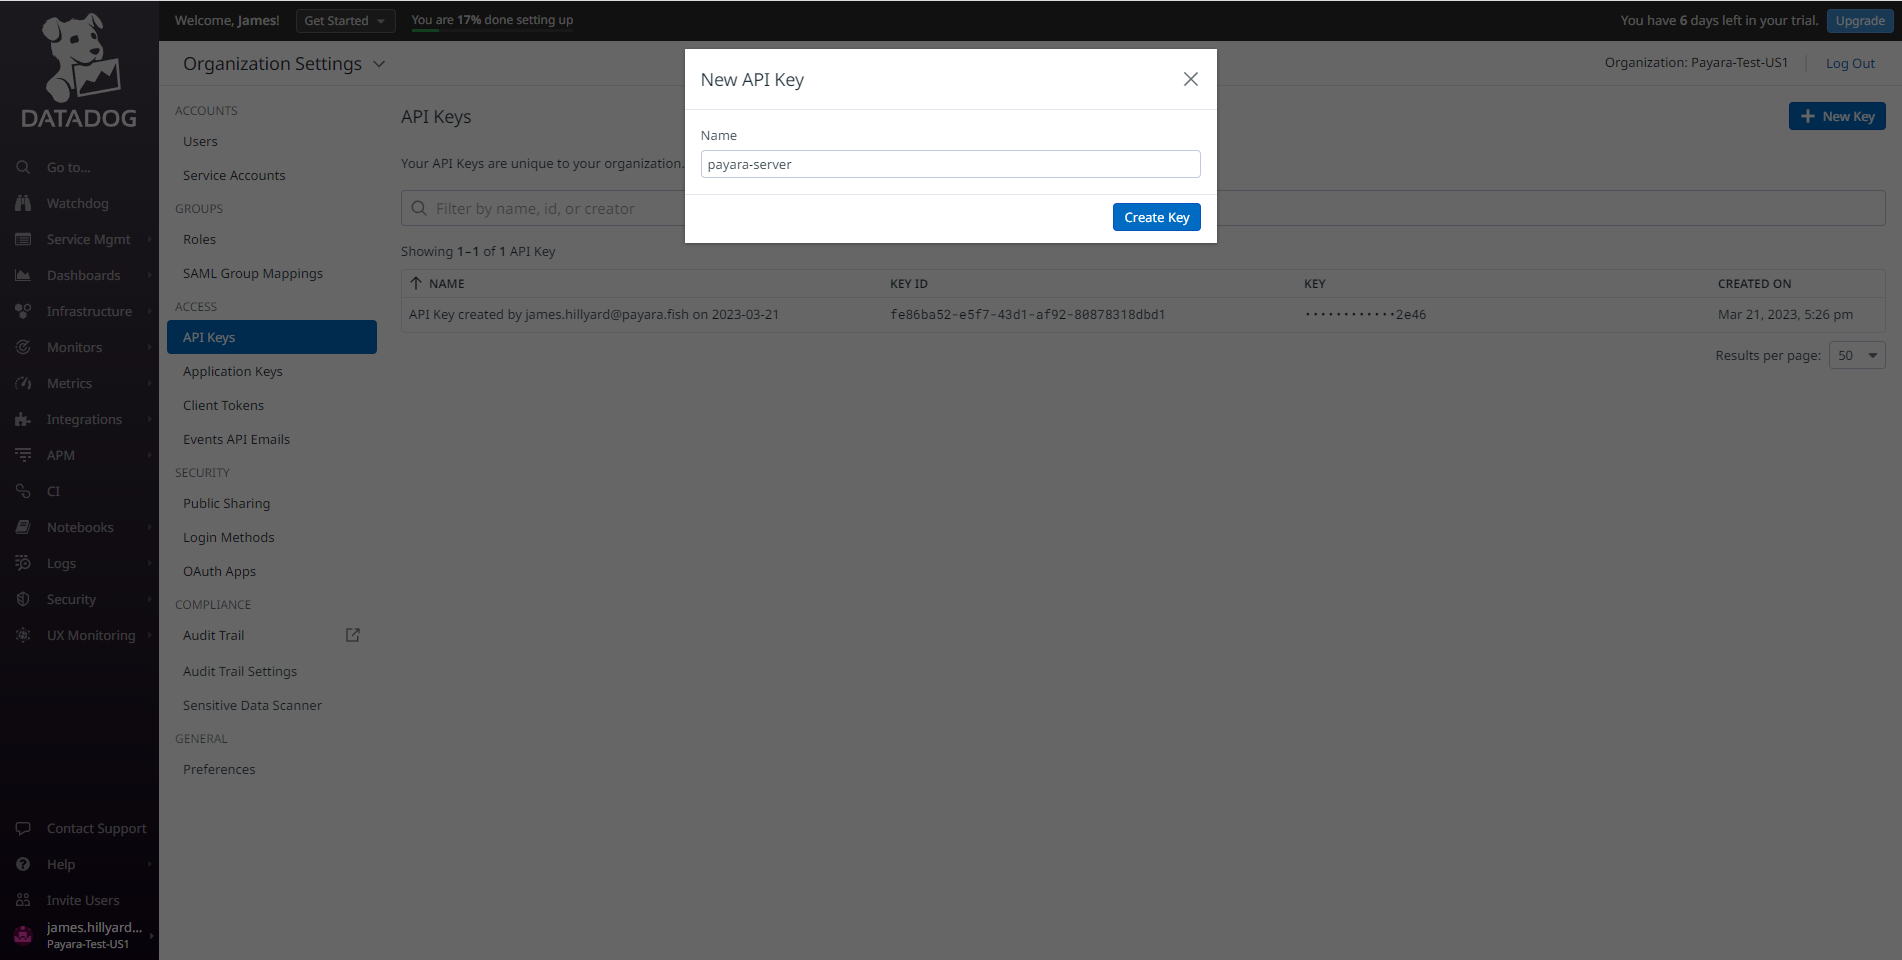 Welcome, James!
Get Started
You are 17% done setting up
You have 6 days left in your trial.
Upgrade
DATADOG
Go to...
Watchdog
Service Mgmt
Dashboards
Infrastructure
Monitors
Metrics
Integrations
APM
CI
Notebooks
Logs
Security
UX Monitoring
Contact Support
Help
Invite Users
james.hillyard...
Payara-Test-US1
Organization Settings
Organization: Payara-Test-US1
Log Out
ACCOUNTS
Users
Service Accounts
GROUPS
Roles
SAML Group Mappings
ACCESS
API Keys
Application Keys
Client Tokens
Events API Emails
SECURITY
Public Sharing
Login Methods
OAuth Apps
COMPLIANCE
Audit Trail
Audit Trail Settings
Sensitive Data Scanner
GENERAL
Preferences
API Keys
New Key
Your API Keys are unique to your organization.
Filter by name, id, or creator
Showing 1–1 of 1 API Key
NAME KEY ID KEY CREATED ON
API Key created by james.hillyard@payara.fish on 2023-03-21 fe86ba52-e5f7-43d1-af92-80878318dbd1 ••••••••••••2e46 Mar 21, 2023, 5:26 pm
Results per page: 50
New API Key
Name
payara-server
Create Key